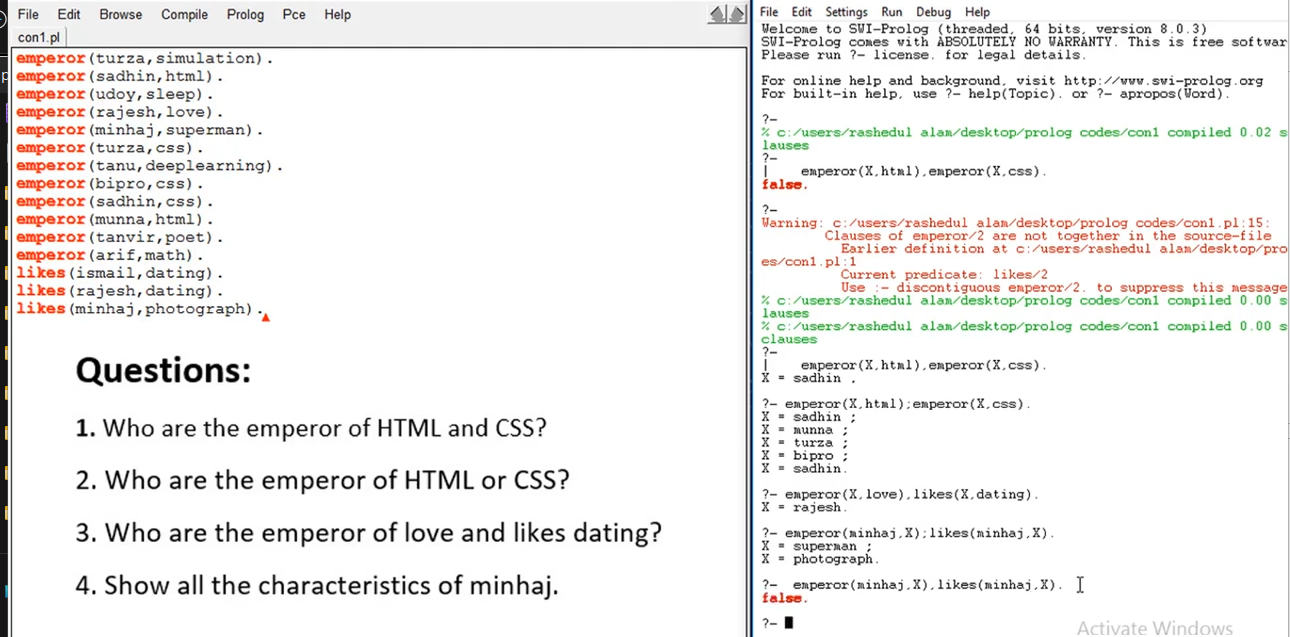 File Edit Browse Compile Prolog Pce Help
con1.pl
emperor(turza,simulation).
emperor(sadhin,html).
emperor(udoy,sleep).
emperor(rajesh,love).
emperor(minhaj,superman).
emperor(turza,css).
emperor(tanu,deeplearning).
emperor(bipro,css).
emperor(sadhin,css).
emperor(munna,html).
emperor(tanvir,poet).
emperor(arif,math).
likes(ismail,dating).
likes(rajesh,dating).
likes(minhaj,photograph).
Questions:
1. Who are the emperor of HTML and CSS?
2. Who are the emperor of HTML or CSS?
3. Who are the emperor of love and likes dating?
4. Show all the characteristics of minhaj.
File Edit Settings Run Debug Help
Welcome to SWI-Prolog (threaded, 64 bits, version 8.0.3)
SWI-Prolog comes with ABSOLUTELY NO WARRANTY. This is free softwar
Please run ?- license. for legal details.
For online help and background, visit http://www.swi-prolog.org
For built-in help, use ?- help(Topic). or ?- apropos(Word).
?-
% c:/users/rashedul alam/desktop/prolog codes/con1 compiled 0.02 s
lauses
?-
| emperor(X,html),emperor(X,css).
false.
?-
Warning: c:/users/rashedul alam/desktop/prolog codes/con1.pl:15:
Clauses of emperor/2 are not together in the source-file
Earlier definition at c:/users/rashedul alam/desktop/pro
es/con1.pl:1
Current predicate: likes/2
Use :- discontiguous emperor/2. to suppress this message
% c:/users/rashedul alam/desktop/prolog codes/con1 compiled 0.00 s
lauses
% c:/users/rashedul alam/desktop/prolog codes/con1 compiled 0.00 s
clauses
?-
| emperor(X,html),emperor(X,css).
X = sadhin .
?- emperor(X,html);emperor(X,css).
X = sadhin ;
X = munna ;
X = turza ;
X = bipro ;
X = sadhin.
?- emperor(X,love),likes(X,dating).
X = rajesh.
?- emperor(minhaj,X);likes(minhaj,X).
X = superman ;
X = photograph.
?- emperor(minhaj,X),likes(minhaj,X).
false.
?-
Activate Windows